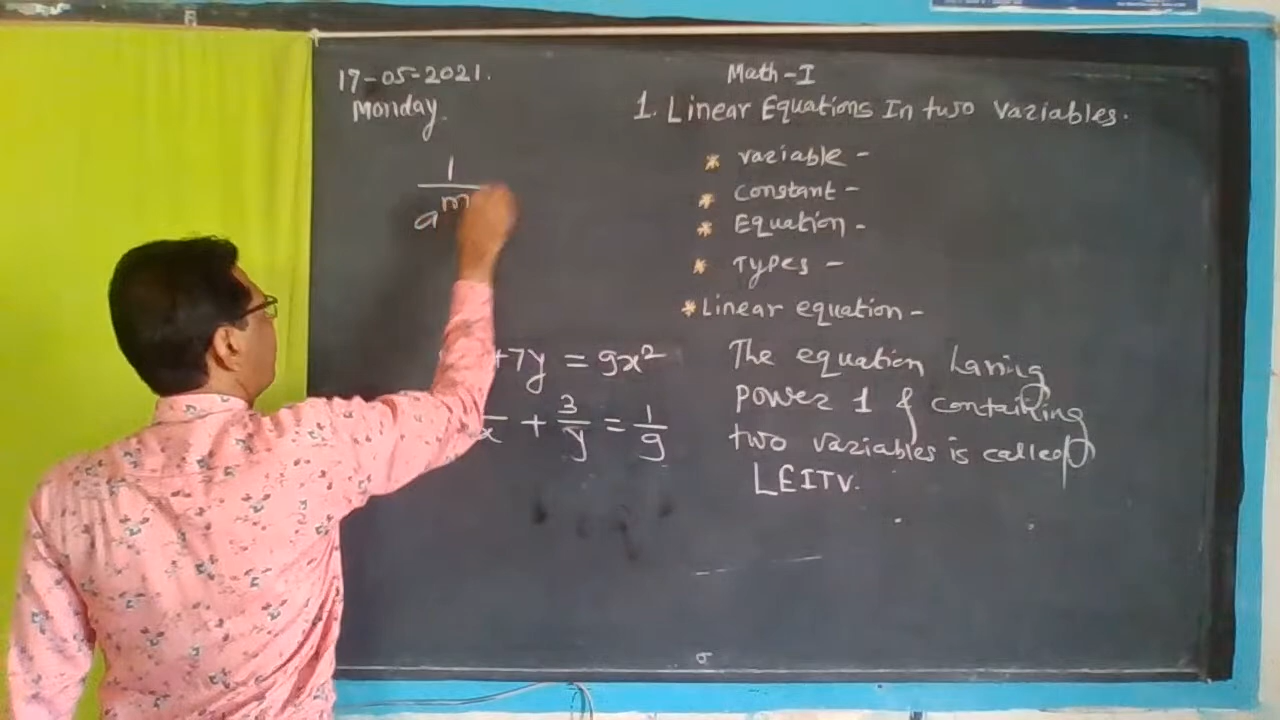 17-05-2021.
Monday.
Math-I
1. Linear Equations In two variables.
* variable -
* constant -
* Equation -
* Types -
* Linear equation -
The equation having
power 1 & containing
two variables is called
LEITV.
1
a^m
+7y = 9x²
x + 3/y = 1/9